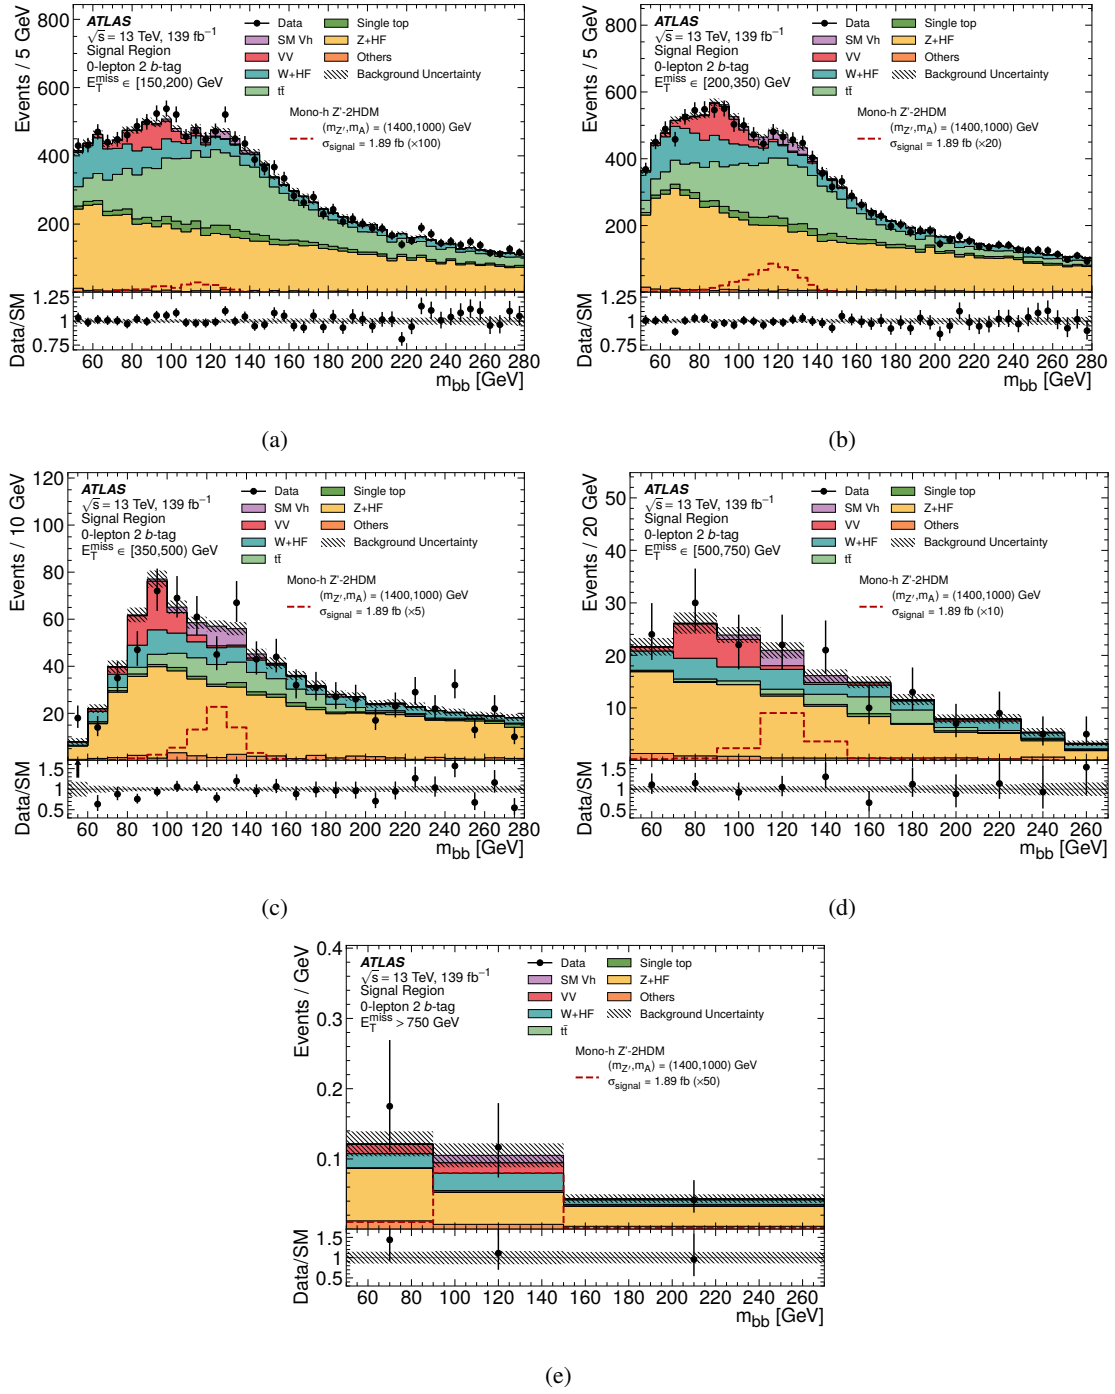 ATLAS
√s = 13 TeV, 139 fb⁻¹
Signal Region
0-lepton 2 b-tag
E_T^miss ∈ [150,200) GeV
Data
SM Vh
VV
W+HF
tt̄
Single top
Z+HF
Others
Background Uncertainty
Mono-h Z'-2HDM
(m_Z', m_A) = (1400,1000) GeV
σ_signal = 1.89 fb (×100)
Events / 5 GeV
800
600
400
200
Data/SM
1.25
1
0.75
60 80 100 120 140 160 180 200 220 240 260 280
m_bb [GeV]
(a)
ATLAS
√s = 13 TeV, 139 fb⁻¹
Signal Region
0-lepton 2 b-tag
E_T^miss ∈ [200,350) GeV
Data
SM Vh
VV
W+HF
tt̄
Single top
Z+HF
Others
Background Uncertainty
Mono-h Z'-2HDM
(m_Z', m_A) = (1400,1000) GeV
σ_signal = 1.89 fb (×20)
Events / 5 GeV
800
600
400
200
Data/SM
1.25
1
0.75
60 80 100 120 140 160 180 200 220 240 260 280
m_bb [GeV]
(b)
ATLAS
√s = 13 TeV, 139 fb⁻¹
Signal Region
0-lepton 2 b-tag
E_T^miss ∈ [350,500) GeV
Data
SM Vh
VV
W+HF
tt̄
Single top
Z+HF
Others
Background Uncertainty
Mono-h Z'-2HDM
(m_Z', m_A) = (1400,1000) GeV
σ_signal = 1.89 fb (×5)
Events / 10 GeV
120
100
80
60
40
20
Data/SM
1.5
1
0.5
60 80 100 120 140 160 180 200 220 240 260 280
m_bb [GeV]
(c)
ATLAS
√s = 13 TeV, 139 fb⁻¹
Signal Region
0-lepton 2 b-tag
E_T^miss ∈ [500,750) GeV
Data
SM Vh
VV
W+HF
tt̄
Single top
Z+HF
Others
Background Uncertainty
Mono-h Z'-2HDM
(m_Z', m_A) = (1400,1000) GeV
σ_signal = 1.89 fb (×10)
Events / 20 GeV
50
40
30
20
10
Data/SM
1.5
1
0.5
60 80 100 120 140 160 180 200 220 240 260
m_bb [GeV]
(d)
ATLAS
√s = 13 TeV, 139 fb⁻¹
Signal Region
0-lepton 2 b-tag
E_T^miss > 750 GeV
Data
SM Vh
VV
W+HF
tt̄
Single top
Z+HF
Others
Background Uncertainty
Mono-h Z'-2HDM
(m_Z', m_A) = (1400,1000) GeV
σ_signal = 1.89 fb (×50)
Events / GeV
0.4
0.3
0.2
0.1
Data/SM
1.5
1
0.5
60 80 100 120 140 160 180 200 220 240 260
m_bb [GeV]
(e)